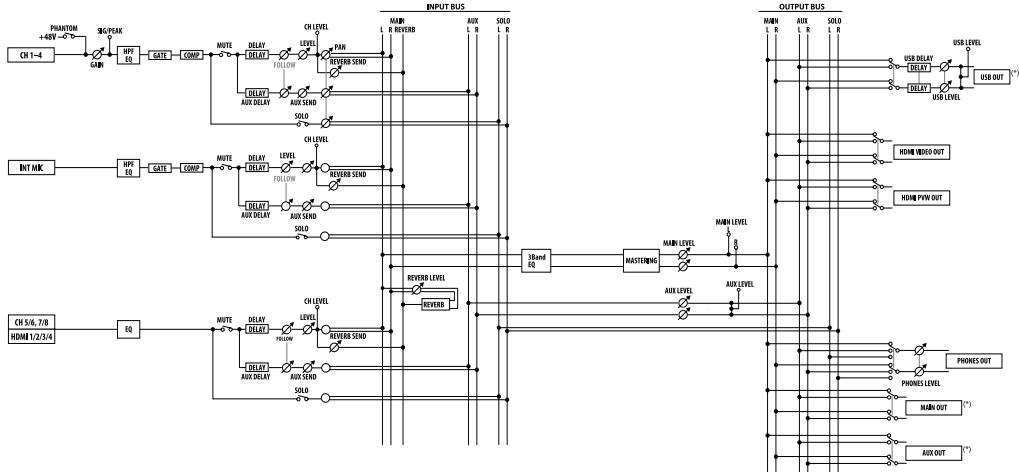 INPUT BUS
MAIN
L R REVERB
AUX
L R
SOLO
L R
OUTPUT BUS
MAIN
L R
AUX
L R
SOLO
L R
PHANTOM
+48V
SIG/PEAK
CH 1–4
GAIN
HPF
EQ
GATE
COMP
MUTE
DELAY
DELAY
LEVEL
CH LEVEL
PAN
REVERB SEND
FOLLOW
DELAY
AUX DELAY
AUX SEND
SOLO
INT MIC
HPF
EQ
GATE
COMP
MUTE
DELAY
DELAY
LEVEL
CH LEVEL
REVERB SEND
FOLLOW
DELAY
AUX DELAY
AUX SEND
SOLO
CH 5/6, 7/8
HDMI 1/2/3/4
EQ
MUTE
DELAY
DELAY
LEVEL
CH LEVEL
REVERB SEND
FOLLOW
DELAY
AUX DELAY
AUX SEND
SOLO
REVERB LEVEL
REVERB
3Band
EQ
MASTERING
MAIN LEVEL
MAIN LEVEL
L
R
AUX LEVEL
AUX LEVEL
USB LEVEL
USB DELAY
DELAY
DELAY
USB LEVEL
USB OUT (*)
HDMI VIDEO OUT
HDMI PVW OUT
PHONES OUT
PHONES LEVEL
MAIN OUT (*)
AUX OUT (*)